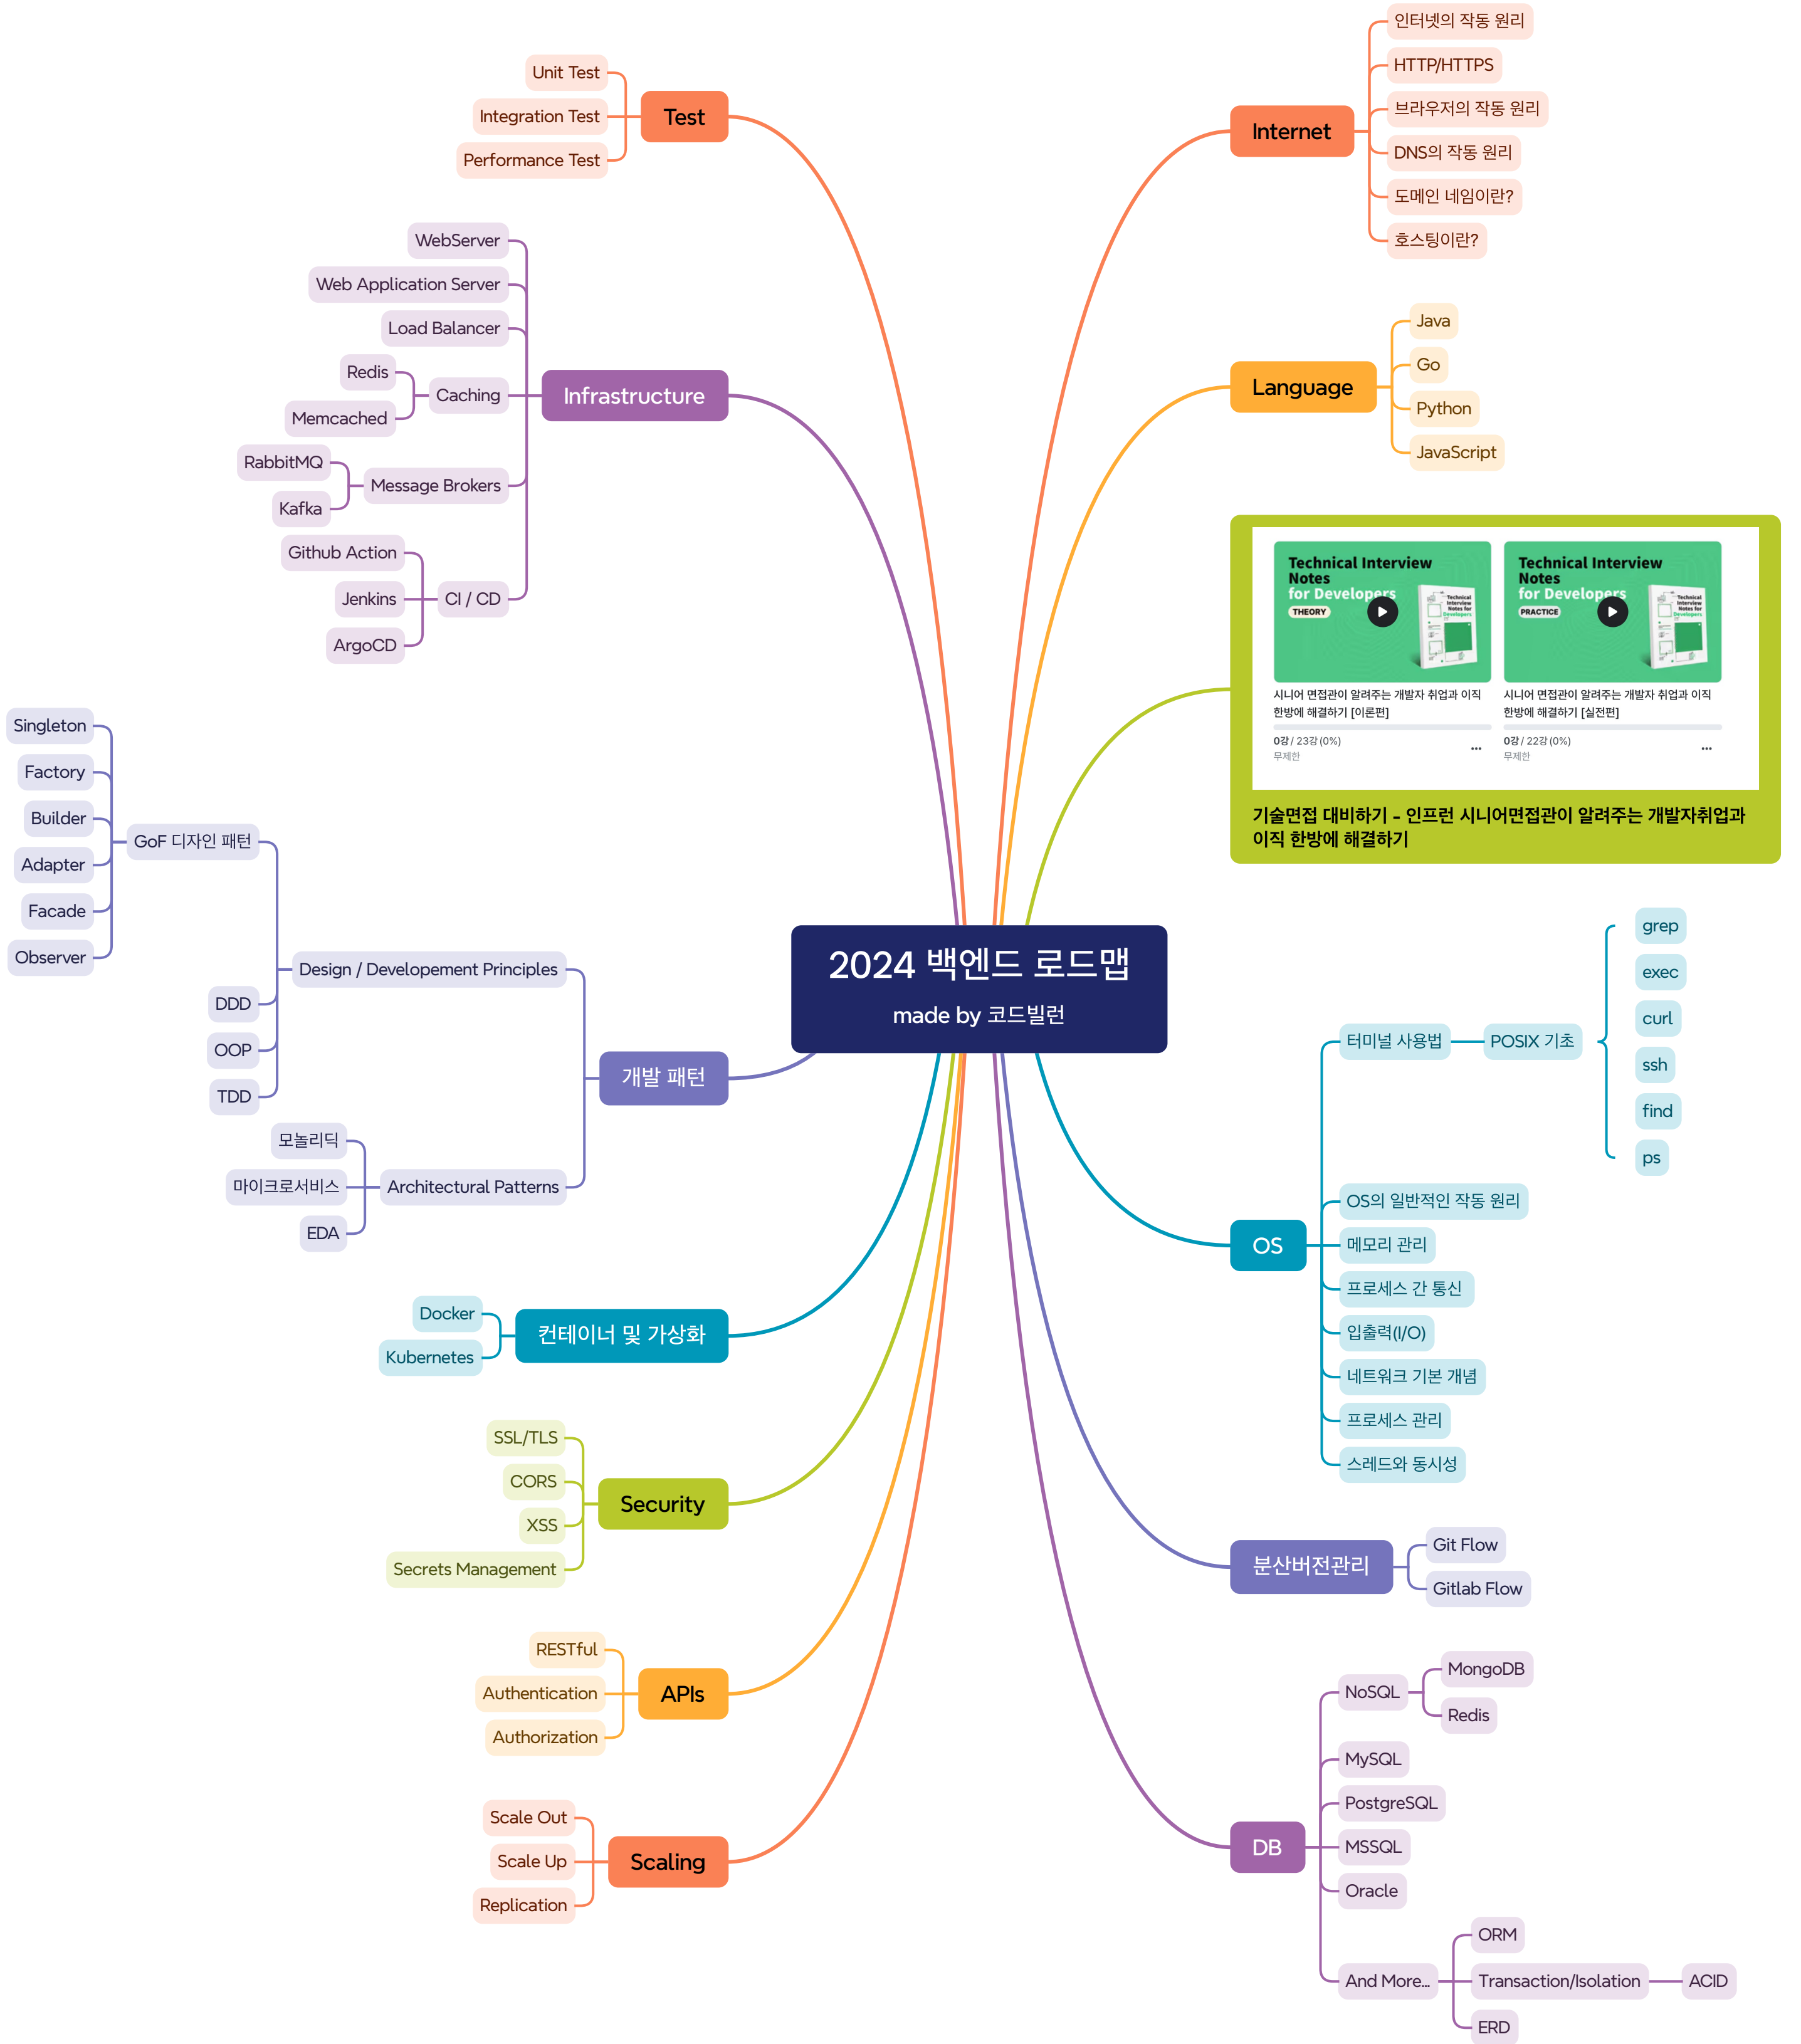 2024 백엔드 로드맵
made by 코드빌런
Internet
인터넷의 작동 원리
HTTP/HTTPS
브라우저의 작동 원리
DNS의 작동 원리
도메인 네임이란?
호스팅이란?
Language
Java
Go
Python
JavaScript
Technical Interview
Notes
for Developers
THEORY
Technical
Interview
Notes for
Developers
시니어 면접관이 알려주는 개발자 취업과 이직
한방에 해결하기 [이론편]
0강 / 23강 (0%)
무제한
Technical Interview
Notes
for Developers
PRACTICE
Technical
Interview
Notes for
Developers
시니어 면접관이 알려주는 개발자 취업과 이직
한방에 해결하기 [실전편]
0강 / 22강 (0%)
무제한
기술면접 대비하기 - 인프런 시니어면접관이 알려주는 개발자취업과
이직 한방에 해결하기
OS
터미널 사용법
POSIX 기초
grep
exec
curl
ssh
find
ps
OS의 일반적인 작동 원리
메모리 관리
프로세스 간 통신
입출력(I/O)
네트워크 기본 개념
프로세스 관리
스레드와 동시성
분산버전관리
Git Flow
Gitlab Flow
DB
NoSQL
MongoDB
Redis
MySQL
PostgreSQL
MSSQL
Oracle
And More...
ORM
Transaction/Isolation
ACID
ERD
Test
Unit Test
Integration Test
Performance Test
Infrastructure
WebServer
Web Application Server
Load Balancer
Caching
Redis
Memcached
Message Brokers
RabbitMQ
Kafka
CI / CD
Github Action
Jenkins
ArgoCD
개발 패턴
Design / Developement Principles
GoF 디자인 패턴
Singleton
Factory
Builder
Adapter
Facade
Observer
DDD
OOP
TDD
Architectural Patterns
모놀리딕
마이크로서비스
EDA
컨테이너 및 가상화
Docker
Kubernetes
Security
SSL/TLS
CORS
XSS
Secrets Management
APIs
RESTful
Authentication
Authorization
Scaling
Scale Out
Scale Up
Replication